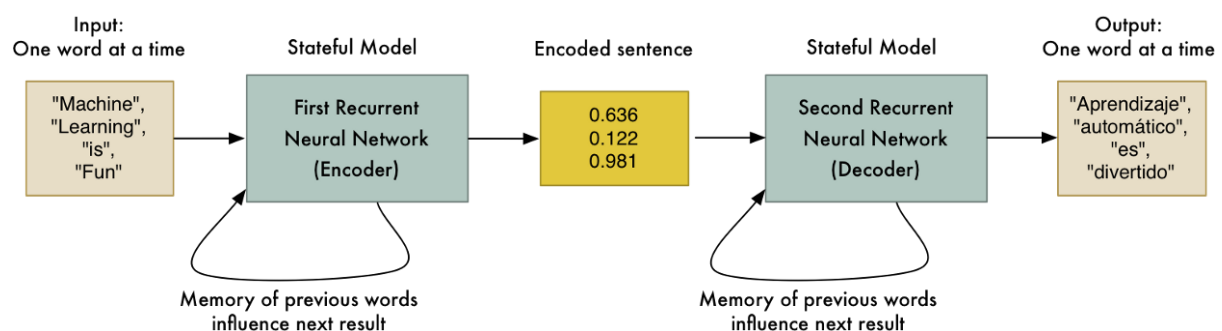 Input:
One word at a time
"Machine",
"Learning",
"is",
"Fun"
Stateful Model
First Recurrent
Neural Network
(Encoder)
Memory of previous words
influence next result
Encoded sentence
0.636
0.122
0.981
Stateful Model
Second Recurrent
Neural Network
(Decoder)
Memory of previous words
influence next result
Output:
One word at a time
"Aprendizaje",
"automático",
"es",
"divertido"